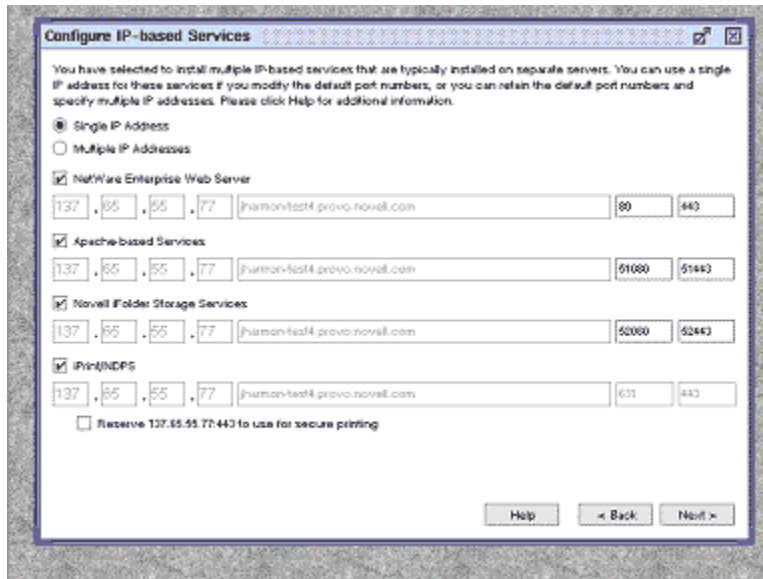 Configure IP-based Services
You have selected to install multiple IP-based services that are typically installed on separate servers. You can use a single
IP address for these services if you modify the default port numbers, or you can retain the default port numbers and
specify multiple IP addresses. Please click Help for additional information.
Single IP Address
Multiple IP Addresses
NetWare Enterprise Web Server
137 . 65 . 55 . 77 jharmon-test4.provo.novell.com 80 443
Apache-based Services
137 . 65 . 55 . 77 jharmon-test4.provo.novell.com 51080 51443
Novell iFolder Storage Services
137 . 65 . 55 . 77 jharmon-test4.provo.novell.com 52080 52443
iPrint/NDPS
137 . 65 . 55 . 77 jharmon-test4.provo.novell.com 631 443
Reserve 137.65.55.77:443 to use for secure printing
Help < Back Next >